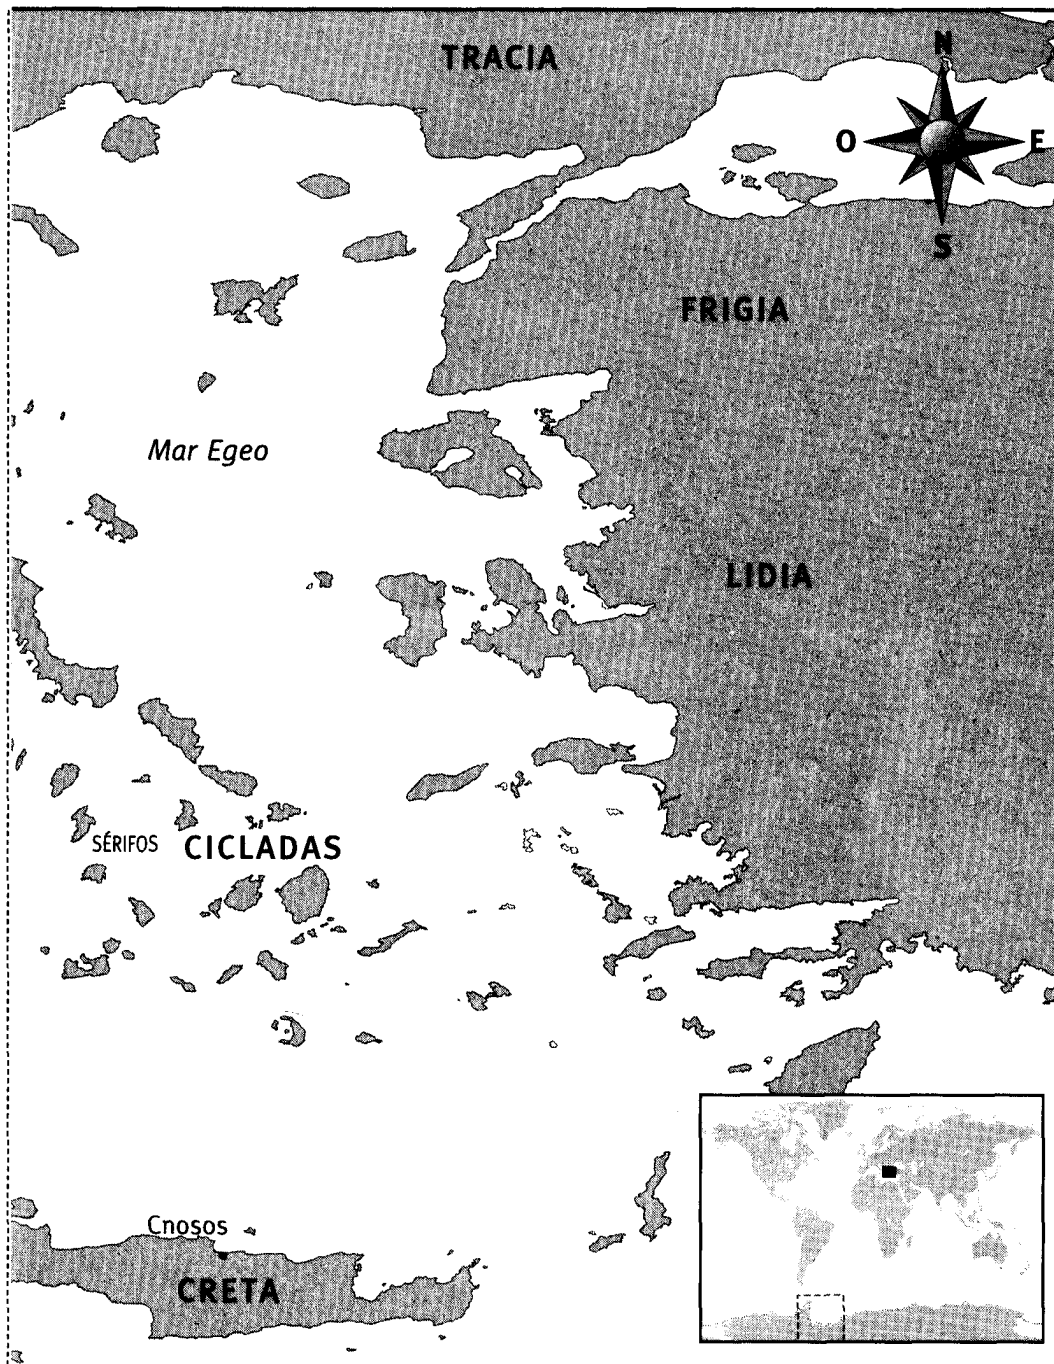 TRACIA
N
O
E
S
FRIGIA
Mar Egeo
LIDIA
SÉRIFOS
CICLADAS
Cnosos
CRETA